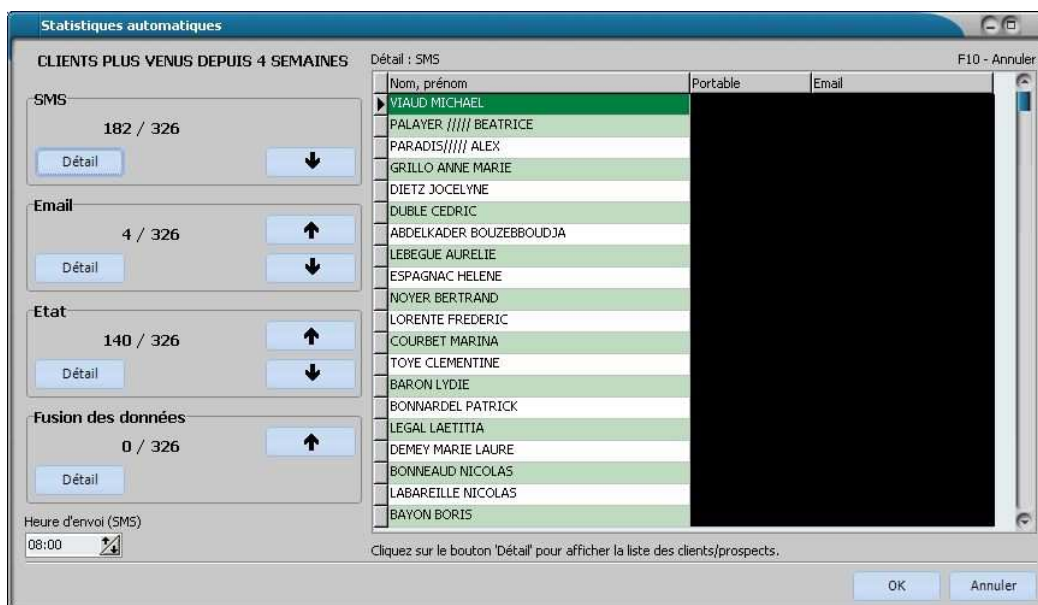 Statistiques automatiques
CLIENTS PLUS VENUS DEPUIS 4 SEMAINES
SMS
182 / 326
Détail
Email
4 / 326
Détail
Etat
140 / 326
Détail
Fusion des données
0 / 326
Détail
Heure d'envoi (SMS)
08:00
Détail : SMS
F10 - Annuler
Nom, prénom Portable Email
VIAUD MICHAEL
PALAYER ///// BEATRICE
PARADIS///// ALEX
GRILLO ANNE MARIE
DIETZ JOCELYNE
DUBLE CEDRIC
ABDELKADER BOUZEBBOUDJA
LEBEGUE AURELIE
ESPAGNAC HELENE
NOYER BERTRAND
LORENTE FREDERIC
COURBET MARINA
TOYE CLEMENTINE
BARON LYDIE
BONNARDEL PATRICK
LEGAL LAETITIA
DEMEY MARIE LAURE
BONNEAUD NICOLAS
LABAREILLE NICOLAS
BAYON BORIS
Cliquez sur le bouton 'Détail' pour afficher la liste des clients/prospects.
OK Annuler